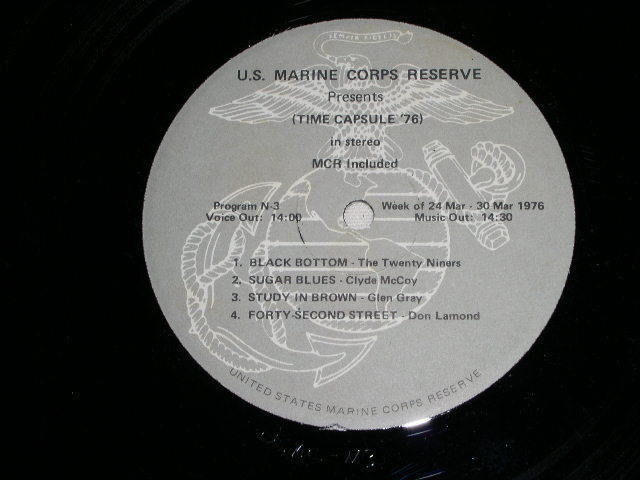 SEMPER FIDELIS
U.S. MARINE CORPS RESERVE
Presents
(TIME CAPSULE '76)
in stereo
MCR Included
Program N-3
Voice Out: 14:00
Week of 24 Mar - 30 Mar 1976
Music Out: 14:30
1. BLACK BOTTOM - The Twenty Niners
2. SUGAR BLUES - Clyde McCoy
3. STUDY IN BROWN - Glen Gray
4. FORTY-SECOND STREET - Don Lamond
UNITED STATES MARINE CORPS RESERVE